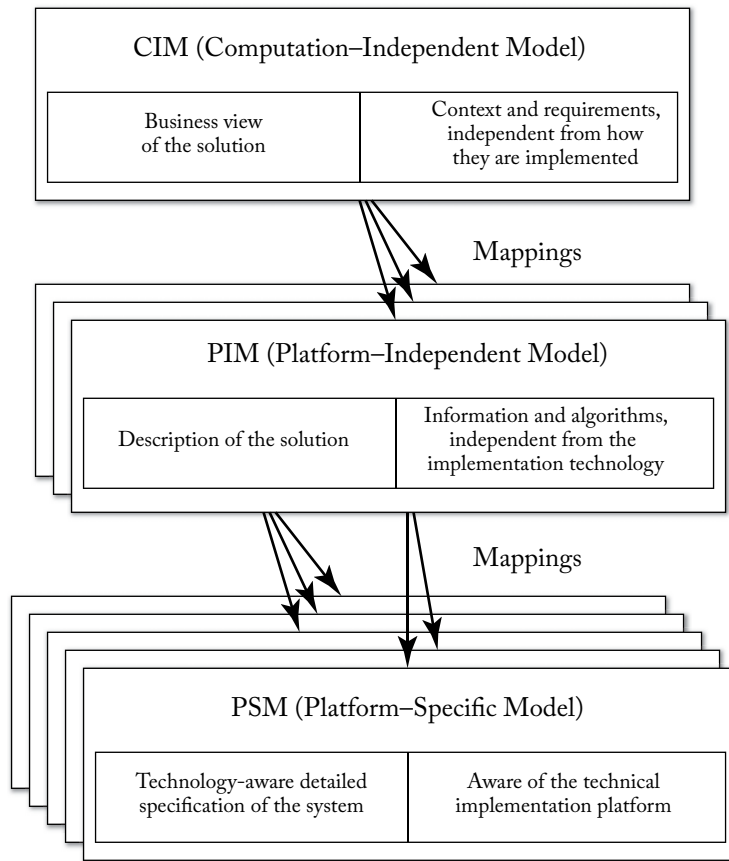 CIM (Computation–Independent Model)
Business view
of the solution
Context and requirements,
independent from how
they are implemented
Mappings
PIM (Platform–Independent Model)
Description of the solution
Information and algorithms,
independent from the
implementation technology
Mappings
PSM (Platform–Specific Model)
Technology-aware detailed
specification of the system
Aware of the technical
implementation platform